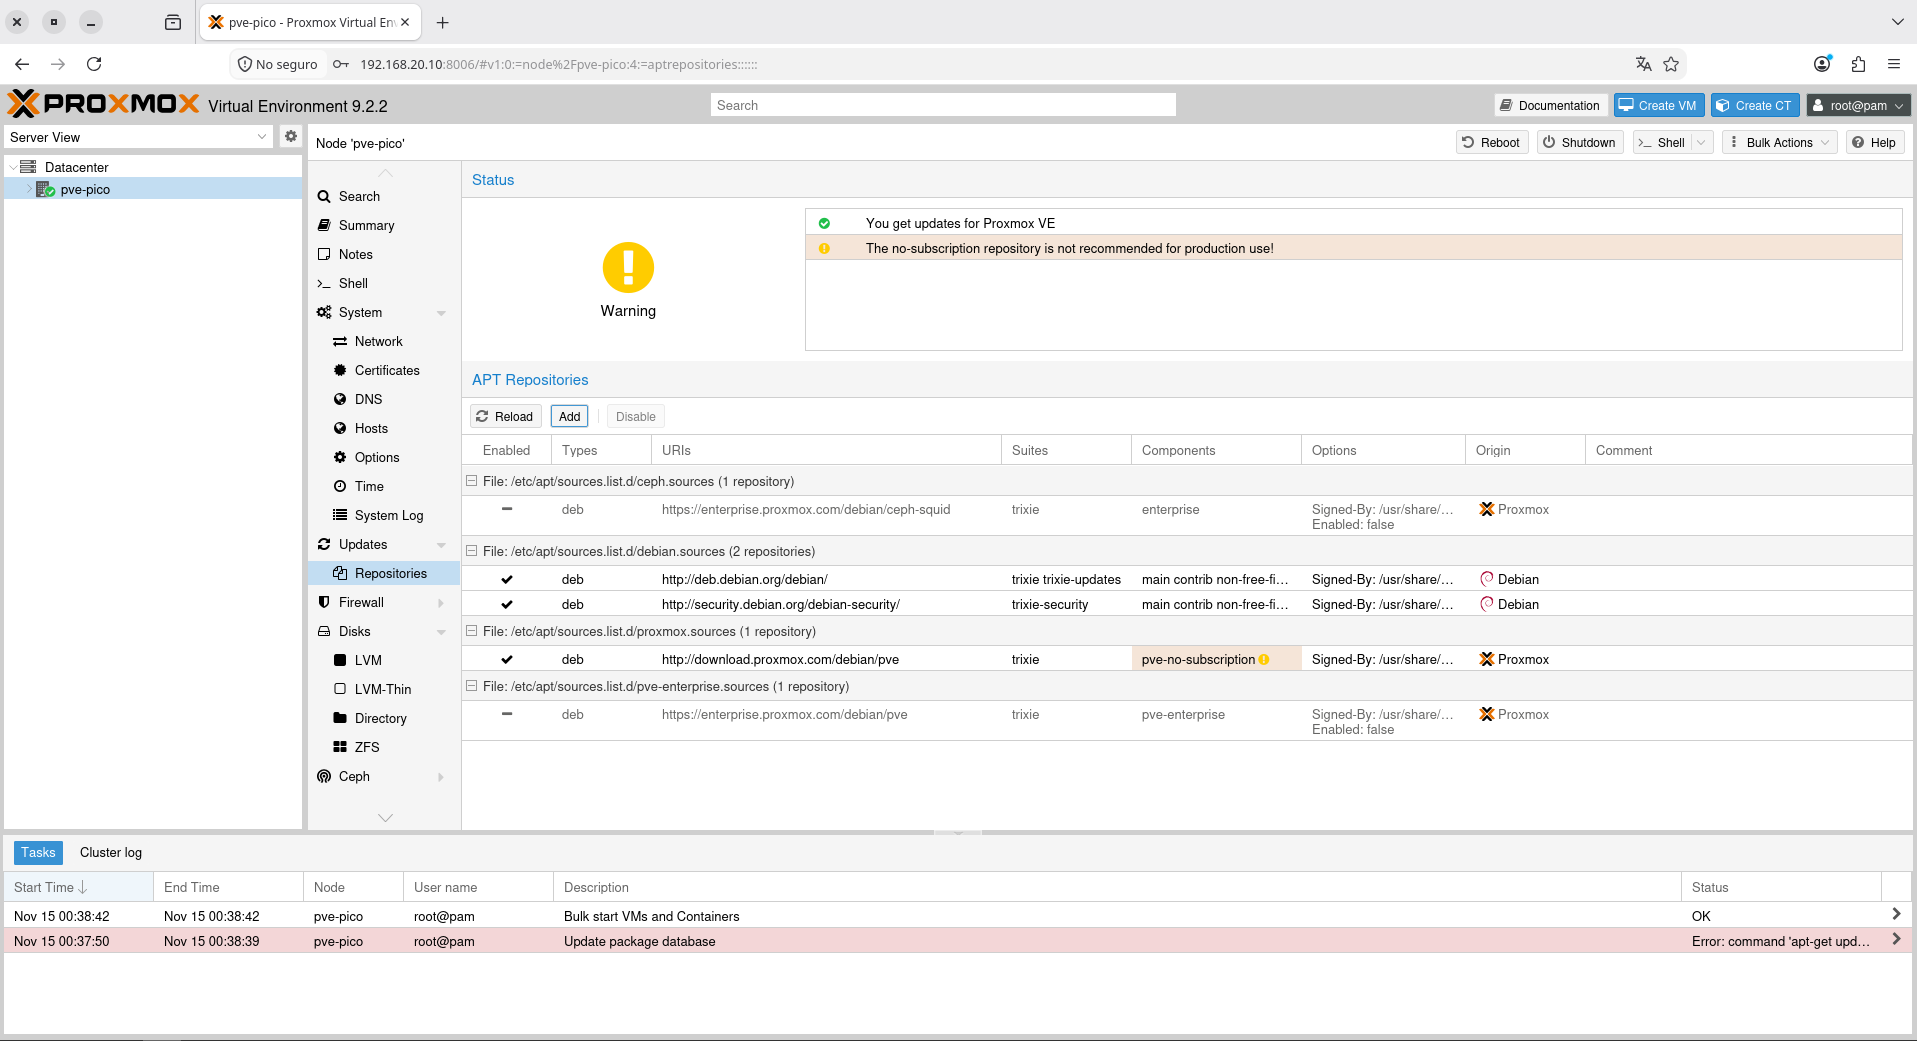 pve-pico - Proxmox Virtual En
No seguro
192.168.20.10:8006/#v1:0:=node%2Fpve-pico:4:=aptrepositories::::::
PROXMOX Virtual Environment 9.2.2
Search
Documentation
Create VM
Create CT
root@pam
Server View
Datacenter
pve-pico
Node 'pve-pico'
Reboot
Shutdown
Shell
Bulk Actions
Help
Search
Summary
Notes
Shell
System
Network
Certificates
DNS
Hosts
Options
Time
System Log
Updates
Repositories
Firewall
Disks
LVM
LVM-Thin
Directory
ZFS
Ceph
Status
Warning
You get updates for Proxmox VE
The no-subscription repository is not recommended for production use!
APT Repositories
Reload Add Disable
Enabled Types URIs Suites Components Options Origin Comment
File: /etc/apt/sources.list.d/ceph.sources (1 repository)
deb https://enterprise.proxmox.com/debian/ceph-squid trixie enterprise Signed-By: /usr/share/… Proxmox
Enabled: false
File: /etc/apt/sources.list.d/debian.sources (2 repositories)
deb http://deb.debian.org/debian/ trixie trixie-updates main contrib non-free-fi… Signed-By: /usr/share/… Debian
deb http://security.debian.org/debian-security/ trixie-security main contrib non-free-fi… Signed-By: /usr/share/… Debian
File: /etc/apt/sources.list.d/proxmox.sources (1 repository)
deb http://download.proxmox.com/debian/pve trixie pve-no-subscription Signed-By: /usr/share/… Proxmox
File: /etc/apt/sources.list.d/pve-enterprise.sources (1 repository)
deb https://enterprise.proxmox.com/debian/pve trixie pve-enterprise Signed-By: /usr/share/… Proxmox
Enabled: false
Tasks Cluster log
Start Time End Time Node User name Description Status
Nov 15 00:38:42 Nov 15 00:38:42 pve-pico root@pam Bulk start VMs and Containers OK
Nov 15 00:37:50 Nov 15 00:38:39 pve-pico root@pam Update package database Error: command 'apt-get upd…